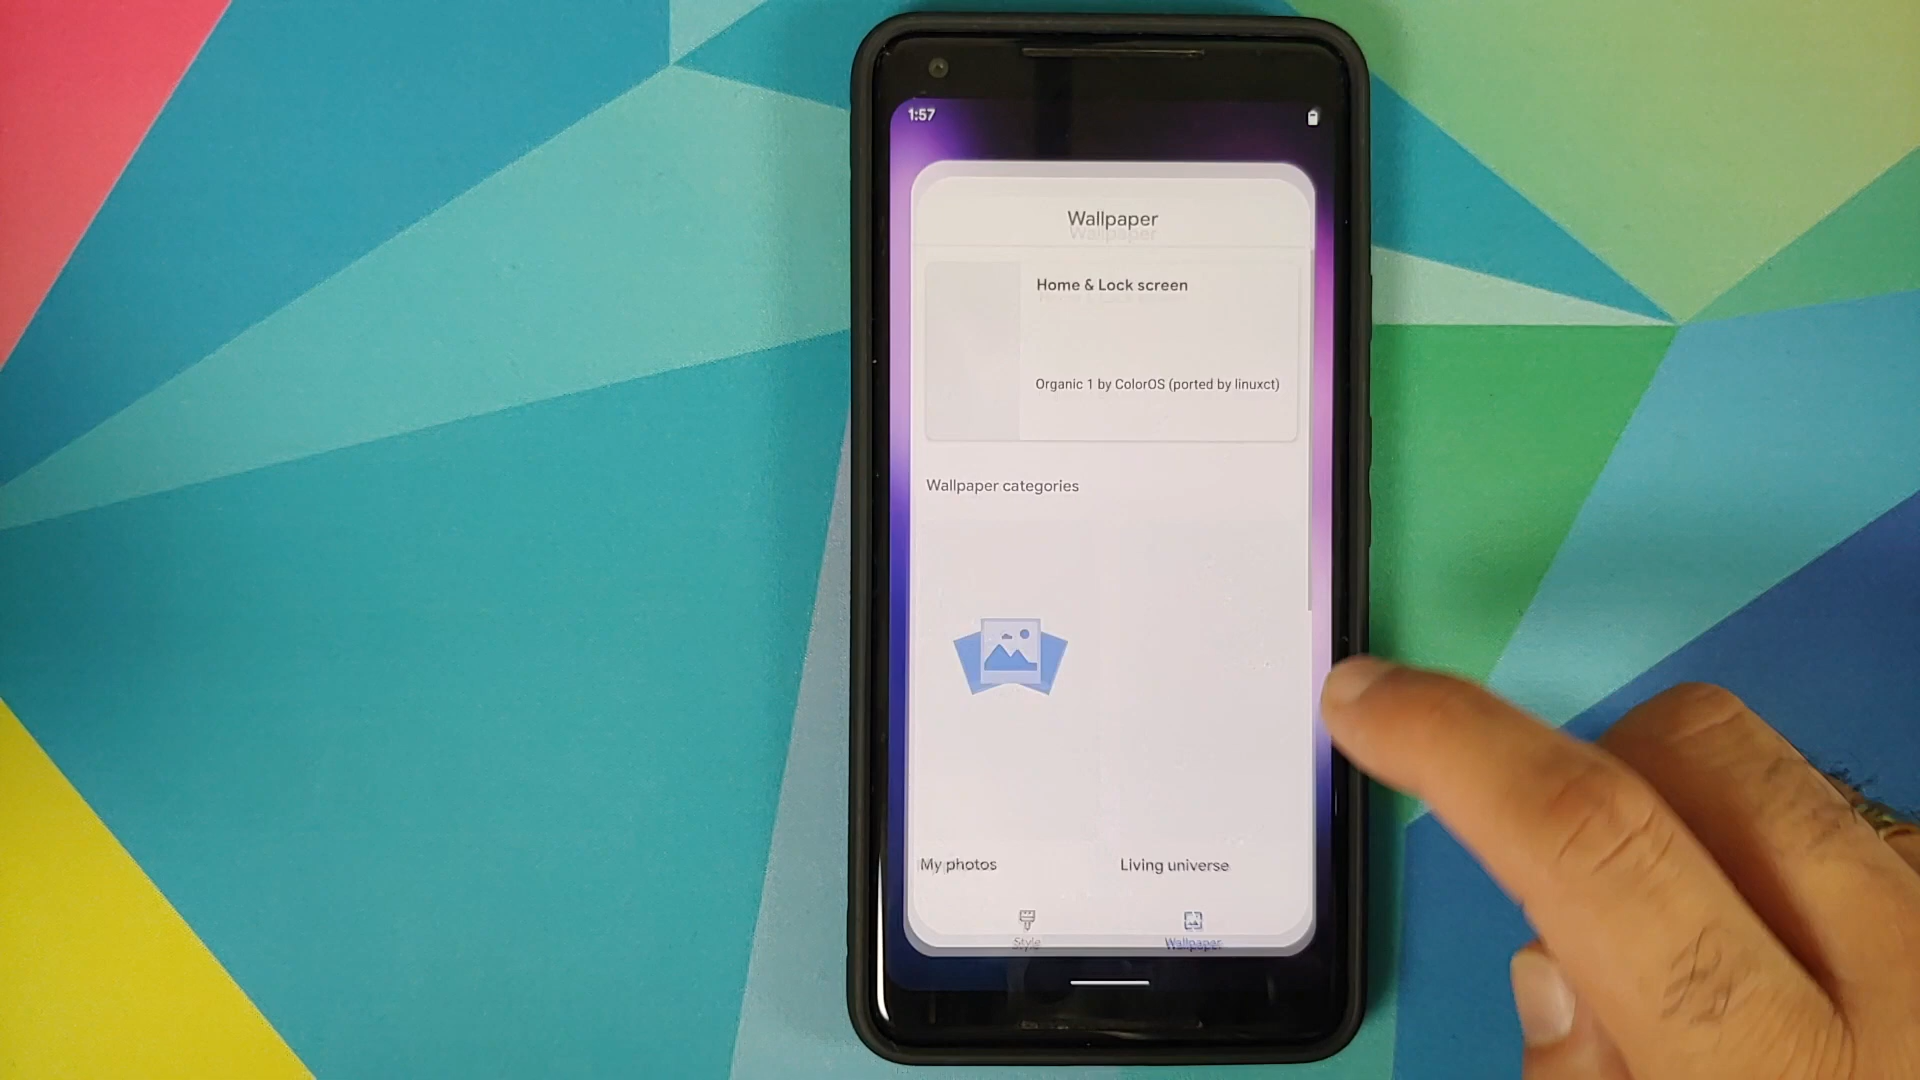 1:57
Wallpaper
Wallpaper
Home & Lock screen
Organic 1 by ColorOS (ported by linuxct)
Wallpaper categories
My photos
Living universe
Style
Wallpaper